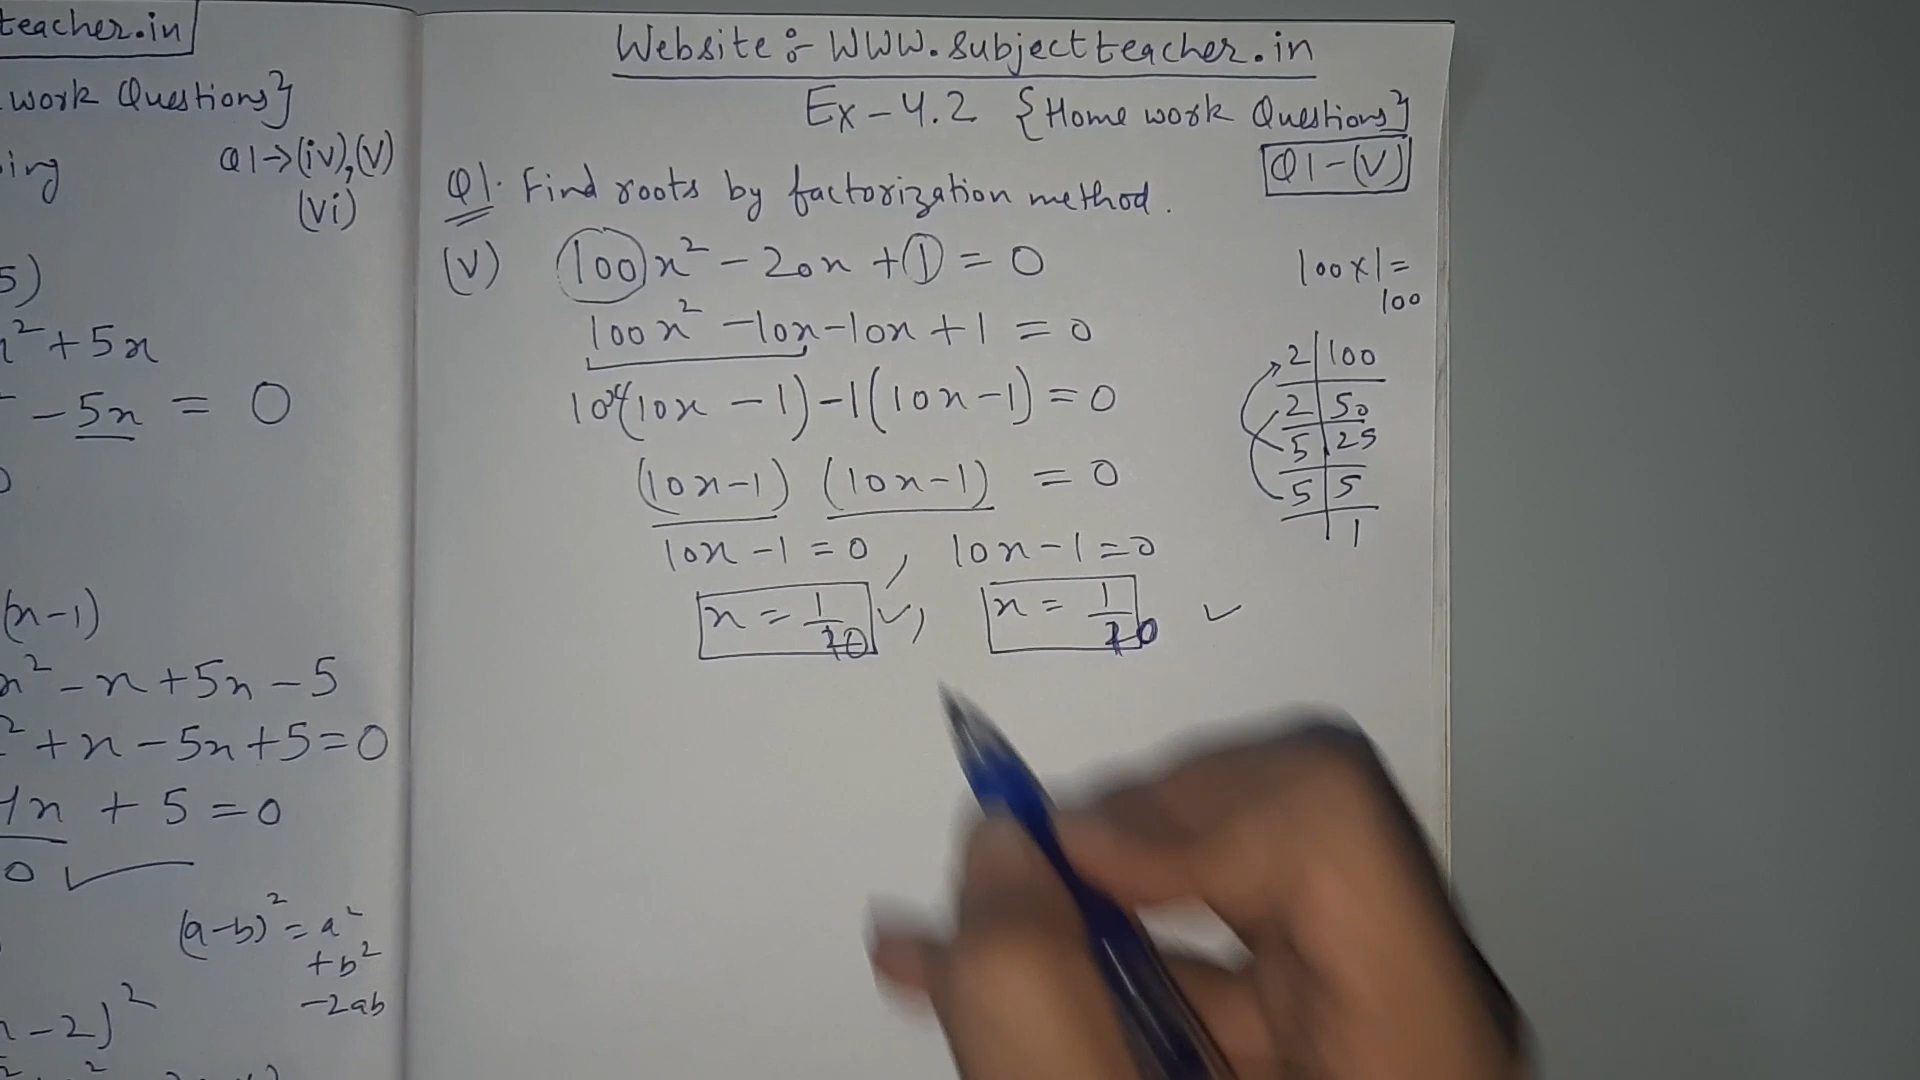 teacher.in
work Questions}
ing Q1→(iv),(v)
(vi)
5)
x² + 5x
- 5x = 0
(x-1)
x² - x + 5x - 5
² + x - 5x + 5 = 0
x + 5 = 0
0 ✓
(a-b)² = a²
+b²
-2ab
x - 2)²
Website :- WWW.subjectteacher.in
Ex-4.2 {Home work Questions}
Q1-(V)
Q1. Find roots by factorization method.
(V) 100x² - 20x + 1 = 0
100x² - 10x - 10x + 1 = 0
10x(10x - 1) - 1(10x - 1) = 0
(10x-1) (10x-1) = 0
10x - 1 = 0 , 10x - 1 = 0
x = 1/10 ✓, x = 1/10 ✓
100 x 1 =
100
2 | 100
2 | 50
5 | 25
5 | 5
| 1